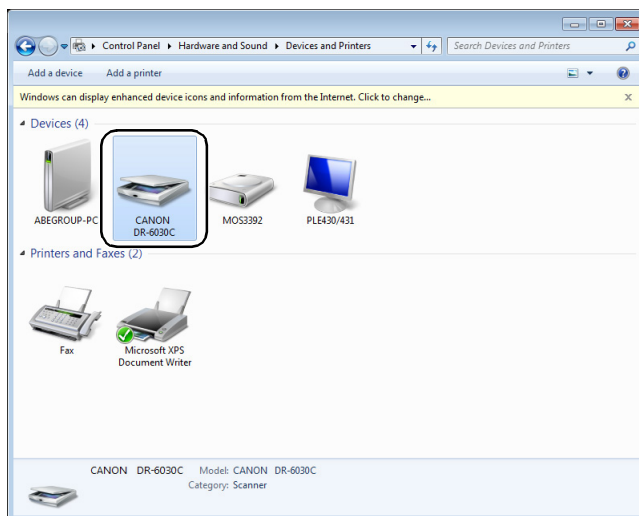 Control Panel Hardware and Sound Devices and Printers Search Devices and Printers
Add a device Add a printer
Windows can display enhanced device icons and information from the Internet. Click to change...
Devices (4)
ABEGROUP-PC
CANON
DR-6030C
MOS3392
PLE430/431
Printers and Faxes (2)
Fax
Microsoft XPS
Document Writer
CANON DR-6030C Model: CANON DR-6030C
Category: Scanner